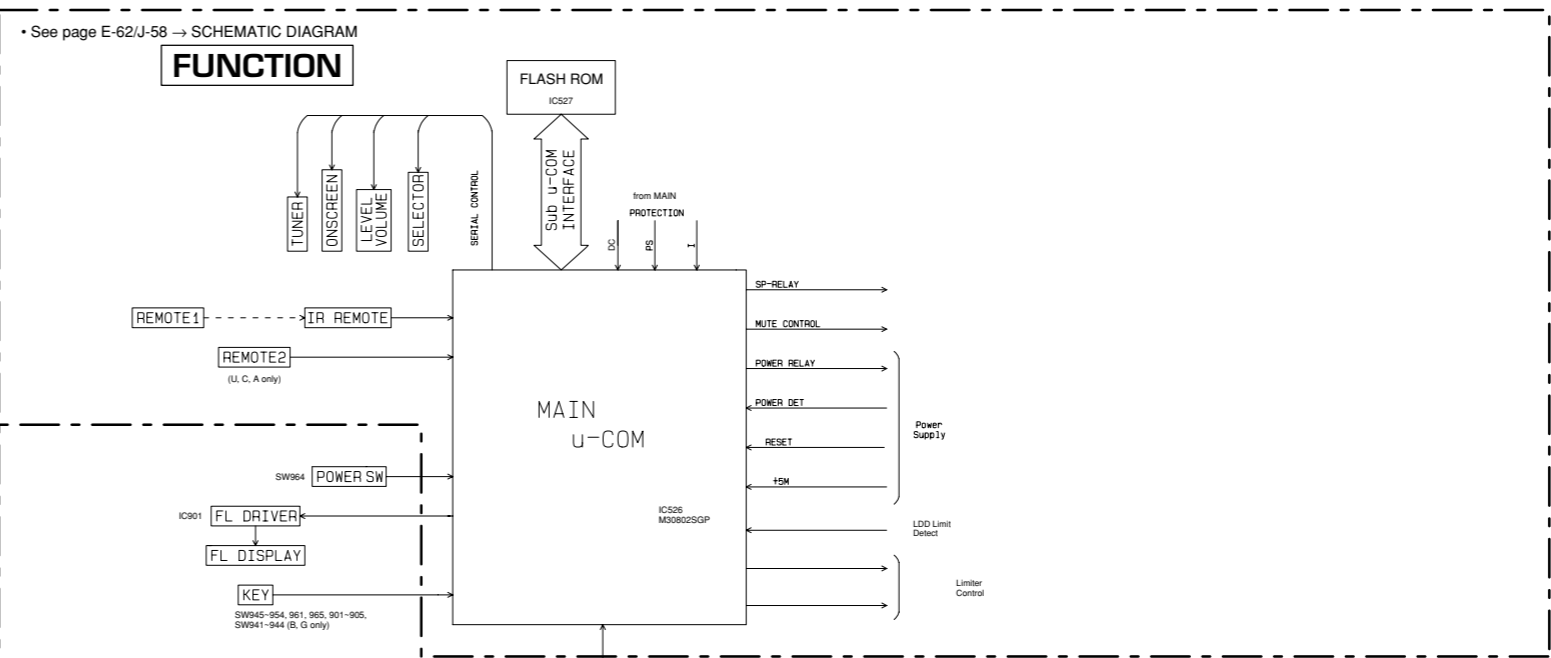 • See page E-62/J-58 → SCHEMATIC DIAGRAM
FUNCTION
FLASH ROM
IC527
TUNER
ONSCREEN
LEVEL
VOLUME
SELECTOR
SERIAL CONTROL
Sub u-COM
INTERFACE
from MAIN
PROTECTION
DC
PS
I
REMOTE1
IR REMOTE
REMOTE2
(U, C, A only)
SP-RELAY
MUTE CONTROL
POWER RELAY
POWER DET
RESET
+5M
Power
Supply
MAIN
u-COM
IC526
M30802SGP
SW964
POWER SW
IC901
FL DRIVER
FL DISPLAY
KEY
SW945~954, 961, 965, 901~905,
SW941~944 (B, G only)
LDD Limit
Detect
Limiter
Control